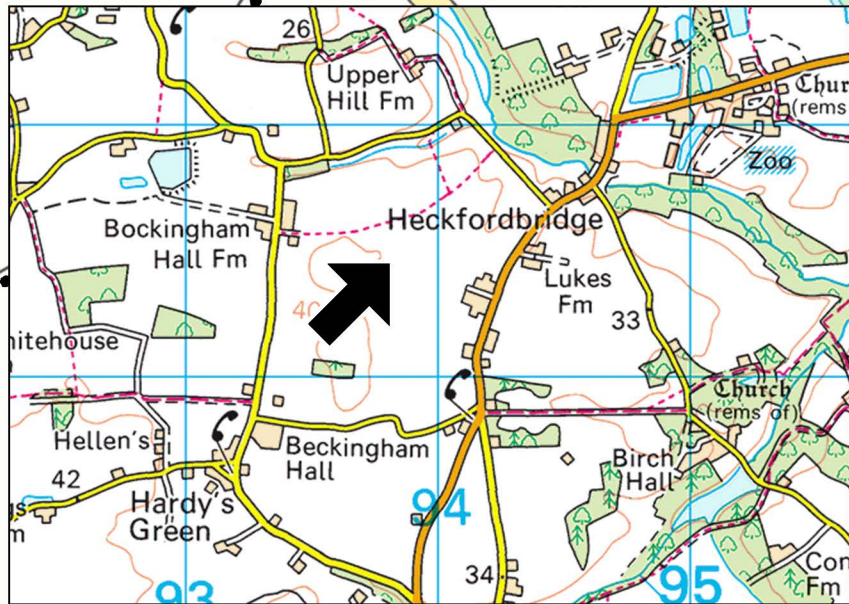 26
Upper
Hill Fm
Chur
(rems
Zoo
Heckfordbridge
Bockingham
Hall Fm
Lukes
Fm
33
hitehouse
Church
(rems of)
Hellen's
Beckingham
Hall
Birch
Hall
42
Hardy's
Green
94
gs
m
34
93
95
Con
Fm